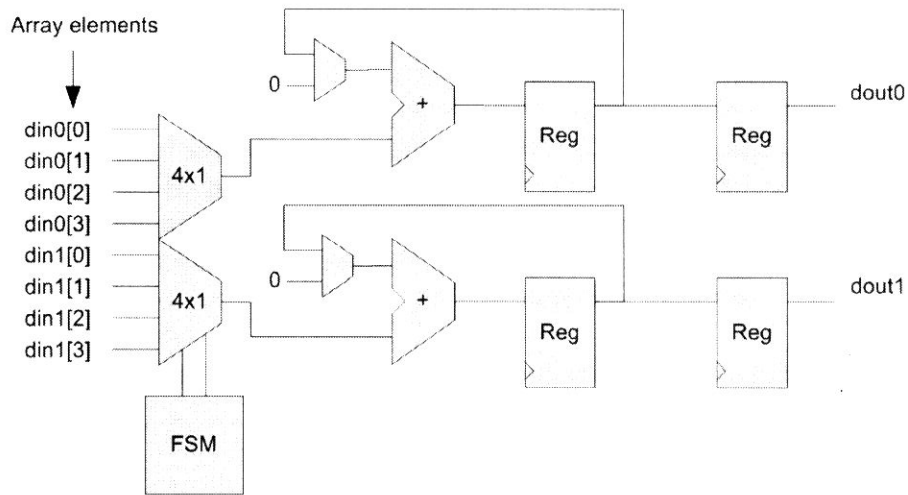 Array elements
din0[0]
din0[1]
din0[2]
din0[3]
din1[0]
din1[1]
din1[2]
din1[3]
4x1
4x1
FSM
0
+
Reg
Reg
dout0
0
+
Reg
Reg
dout1